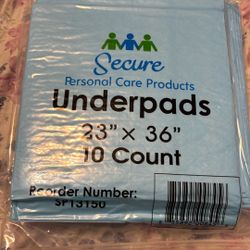 Secure
Personal Care Products
Underpads
23" × 36"
10 Count
Reorder Number:
SP13150